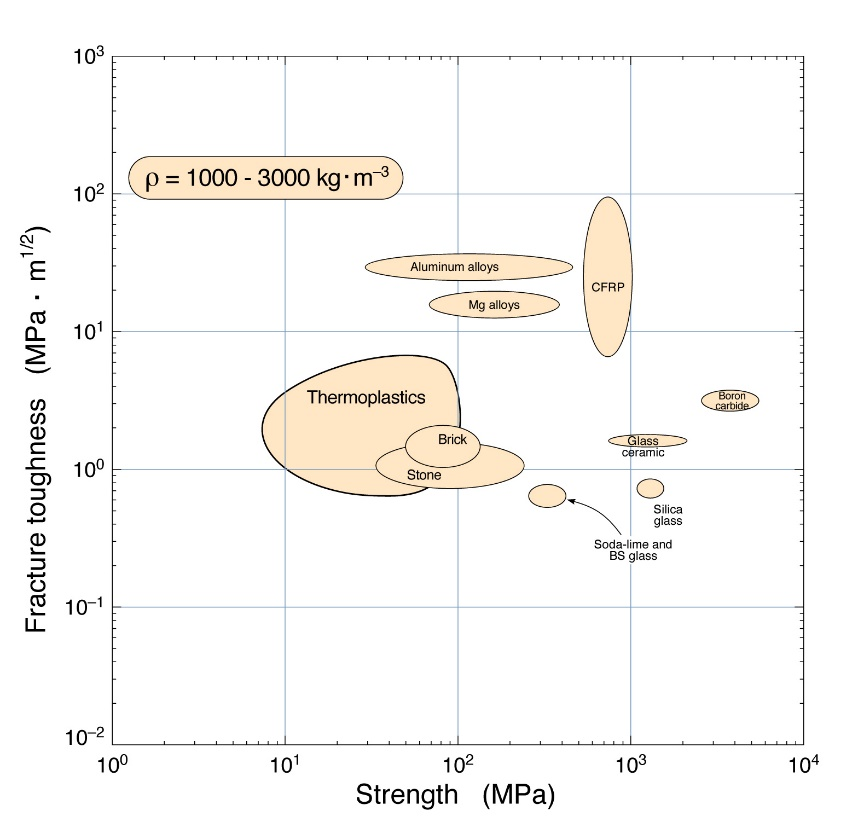 10³
ρ = 1000 - 3000 kg·m⁻³
10²
Aluminum alloys
CFRP
Mg alloys
10¹
Thermoplastics
Boron
carbide
Brick
Glass
ceramic
10⁰
Stone
Silica
glass
Soda-lime and
BS glass
10⁻¹
10⁻²
Fracture toughness (MPa · m¹/²)
10⁰ 10¹ 10² 10³ 10⁴
Strength (MPa)